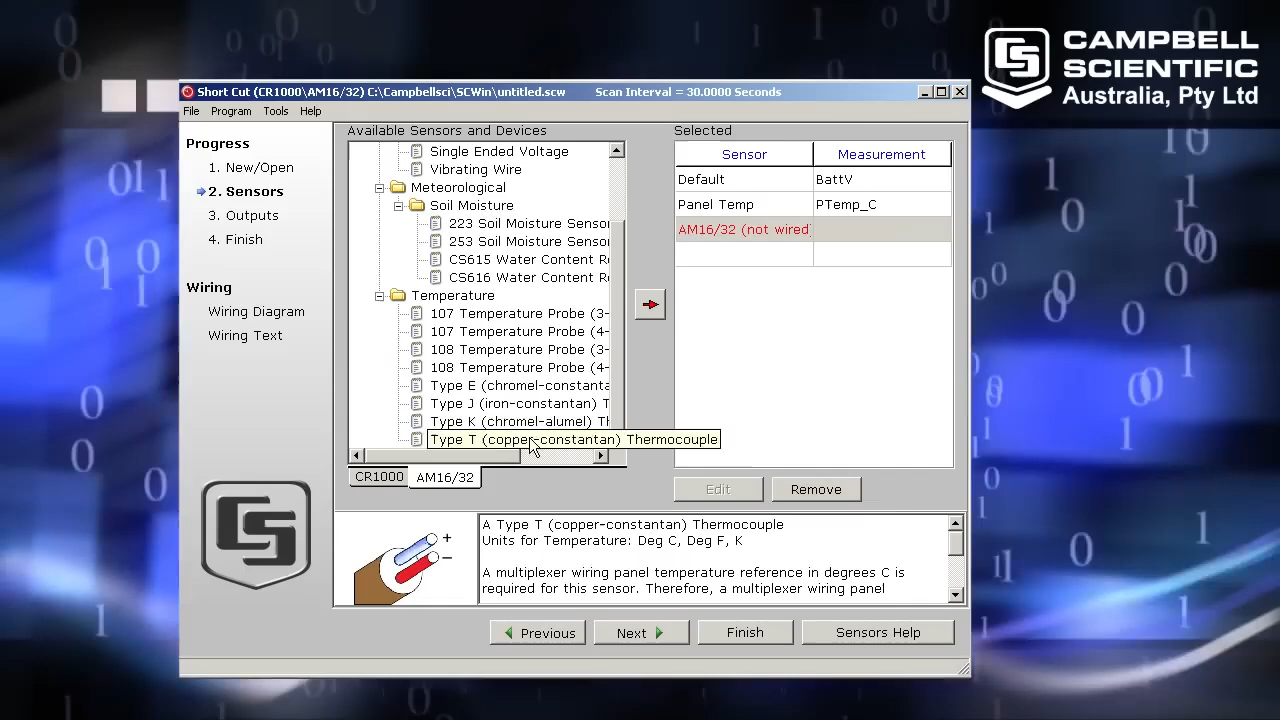 CAMPBELL
SCIENTIFIC
Australia, Pty Ltd
Short Cut (CR1000\AM16/32) C:\Campbellsci\SCWin\untitled.scw Scan Interval = 30.0000 Seconds
File Program Tools Help
Progress
1. New/Open
2. Sensors
3. Outputs
4. Finish
Wiring
Wiring Diagram
Wiring Text
Available Sensors and Devices
Single Ended Voltage
Vibrating Wire
Meteorological
Soil Moisture
223 Soil Moisture Senso
253 Soil Moisture Senso
CS615 Water Content R
CS616 Water Content R
Temperature
107 Temperature Probe (3-
107 Temperature Probe (4-
108 Temperature Probe (3-
108 Temperature Probe (4-
Type E (chromel-constanta
Type J (iron-constantan) T
Type K (chromel-alumel) Th
Type T (copper-constantan) Thermocouple
CR1000 AM16/32
Selected
Sensor Measurement
Default BattV
Panel Temp PTemp_C
AM16/32 (not wired)
Edit Remove
+
−
A Type T (copper-constantan) Thermocouple
Units for Temperature: Deg C, Deg F, K
A multiplexer wiring panel temperature reference in degrees C is
required for this sensor. Therefore, a multiplexer wiring panel
Previous Next Finish Sensors Help